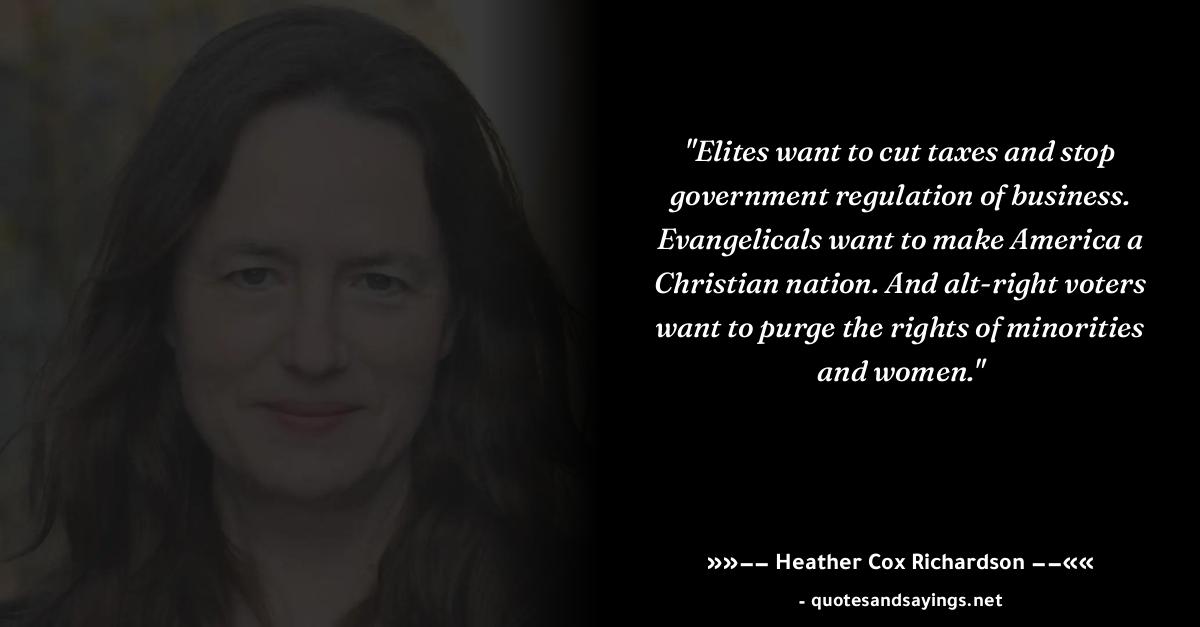 "Elites want to cut taxes and stop
government regulation of business.
Evangelicals want to make America a
Christian nation. And alt-right voters
want to purge the rights of minorities
and women."
»»−− Heather Cox Richardson −−««
- quotesandsayings.net